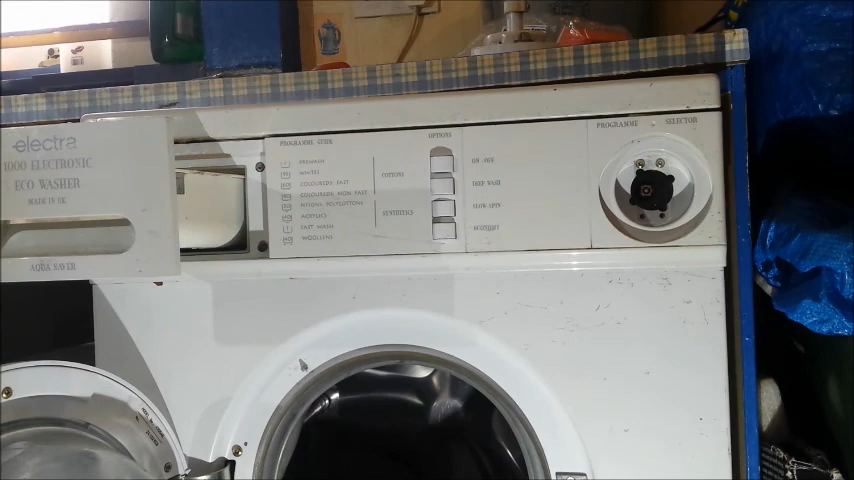 electra
1000 ELECTRONIC
ECO WASHER
MADE IN UK
AQUA SAVER
PROGRAMME GUIDE
PREWASH
WHITES
COLOUREDS FAST
COLOUREDS NON FAST
NYLONS POLYCOTTONS
ACRYLICS
FAST WASH
WOOLLENS
COTTONS
SYNTHETICS
OPTIONS
ON / OFF
DEEP WASH
SLOW SPIN
ECONOMY
PROGRAMME SELECTOR